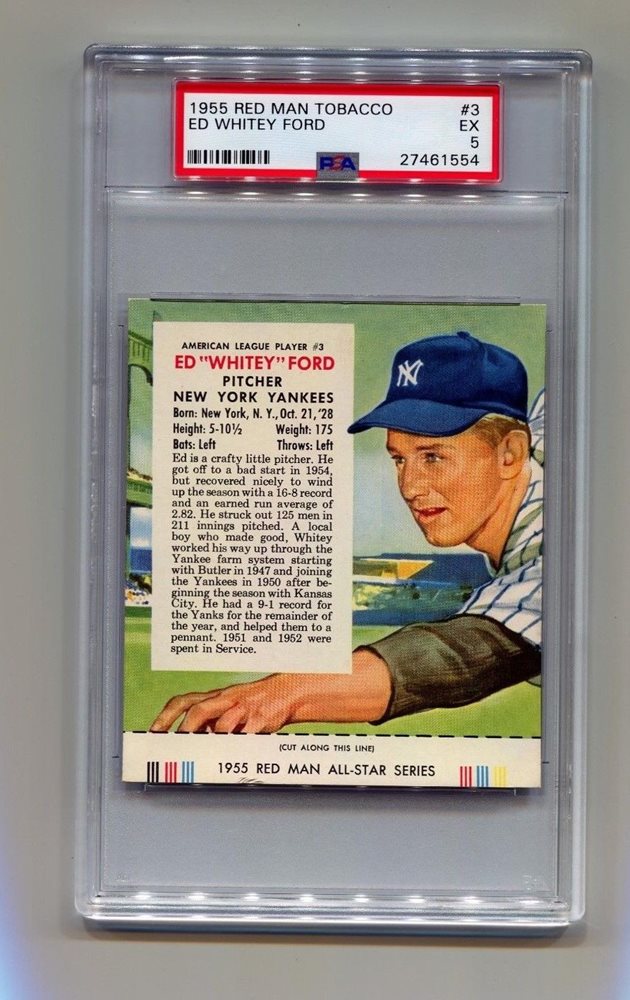 1955 RED MAN TOBACCO #3
ED WHITEY FORD EX
5
PSA 27461554
AMERICAN LEAGUE PLAYER #3
ED "WHITEY" FORD
PITCHER
NEW YORK YANKEES
Born: New York, N. Y., Oct. 21, '28
Height: 5-10½ Weight: 175
Bats: Left Throws: Left
Ed is a crafty little pitcher. He
got off to a bad start in 1954,
but recovered nicely to wind
up the season with a 16-8 record
and an earned run average of
2.82. He struck out 125 men in
211 innings pitched. A local
boy who made good, Whitey
worked his way up through the
Yankee farm system starting
with Butler in 1947 and joining
the Yankees in 1950 after be-
ginning the season with Kansas
City. He had a 9-1 record for
the Yanks for the remainder of
the year, and helped them to a
pennant. 1951 and 1952 were
spent in Service.
NY
(CUT ALONG THIS LINE)
1955 RED MAN ALL-STAR SERIES